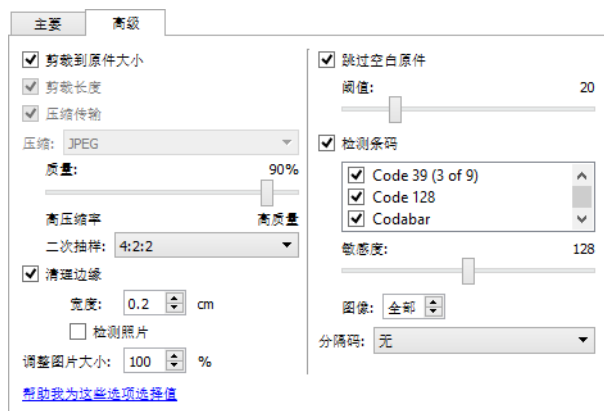 主要 高级
剪裁到原件大小
剪裁长度
压缩传输
压缩: JPEG
质量: 90%
高压缩率 高质量
二次抽样: 4:2:2
清理边缘
宽度: 0.2 cm
检测照片
调整图片大小: 100 %
帮助我为这些选项选择值
跳过空白原件
阈值: 20
检测条码
Code 39 (3 of 9)
Code 128
Codabar
敏感度: 128
图像: 全部
分隔码: 无